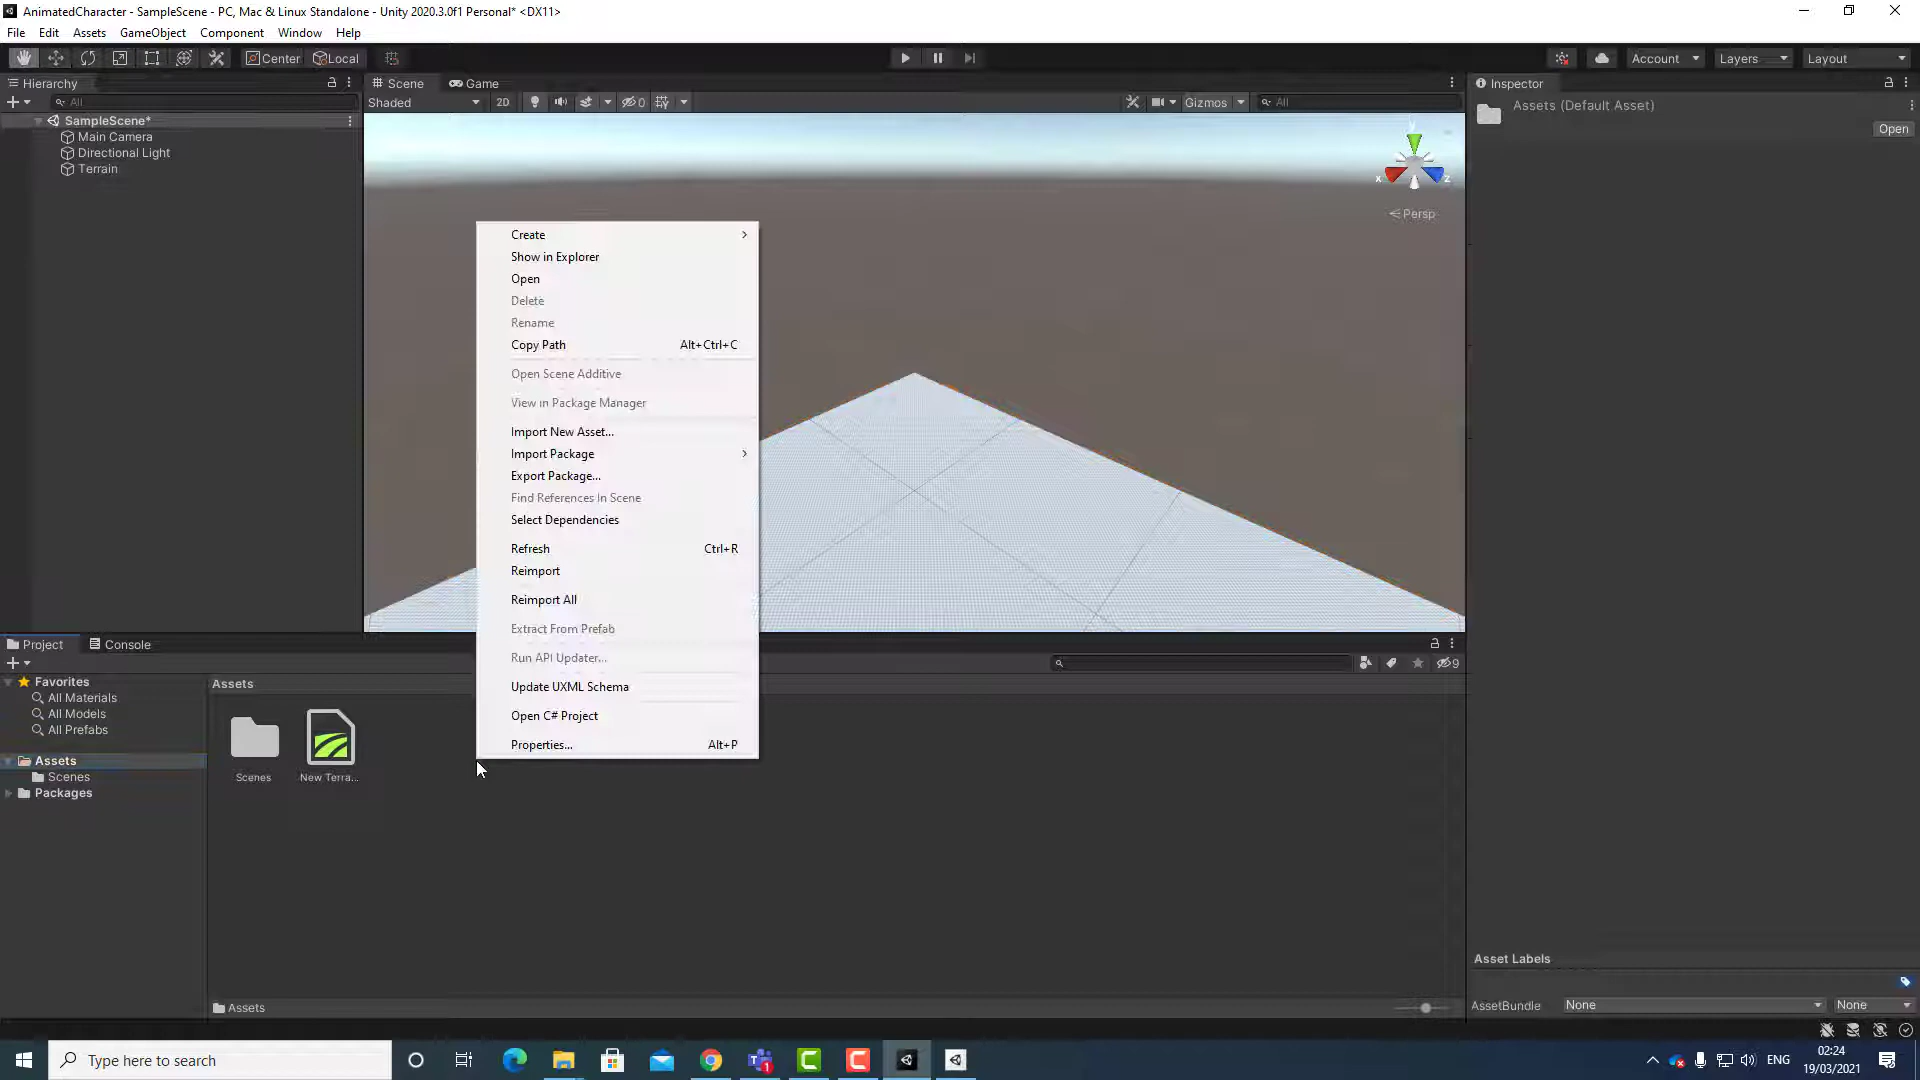 AnimatedCharacter - SampleScene - PC, Mac & Linux Standalone - Unity 2020.3.0f1 Personal* <DX11>
File Edit Assets GameObject Component Window Help
Center Local Account Layers Layout
Hierarchy
All
SampleScene*
Main Camera
Directional Light
Terrain
Scene Game
Shaded 2D 0 Gizmos All
y
x z
Persp
Inspector
Assets (Default Asset)
Open
Create
Show in Explorer
Open
Delete
Rename
Copy Path Alt+Ctrl+C
Open Scene Additive
View in Package Manager
Import New Asset...
Import Package
Export Package...
Find References In Scene
Select Dependencies
Refresh Ctrl+R
Reimport
Reimport All
Extract From Prefab
Run API Updater...
Update UXML Schema
Open C# Project
Properties... Alt+P
Project Console
9
Favorites
All Materials
All Models
All Prefabs
Assets
Scenes
Packages
Assets
Scenes New Terra...
Assets
Asset Labels
AssetBundle None None
Type here to search
1
ENG
02:24
19/03/2021